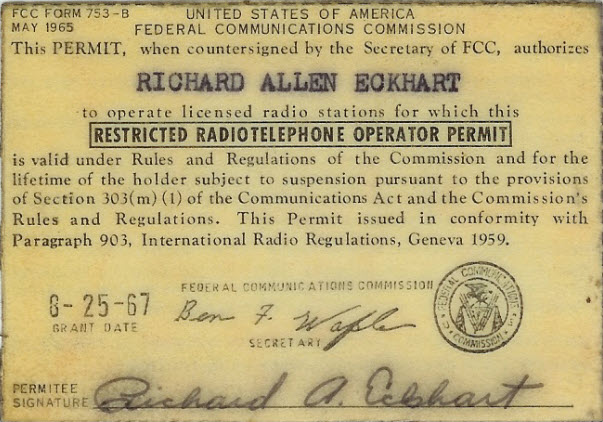 FCC FORM 753-B
MAY 1965
UNITED STATES OF AMERICA
FEDERAL COMMUNICATIONS COMMISSION
This PERMIT, when countersigned by the Secretary of FCC, authorizes
RICHARD ALLEN ECKHART
to operate licensed radio stations for which this
RESTRICTED RADIOTELEPHONE OPERATOR PERMIT
is valid under Rules and Regulations of the Commission and for the
lifetime of the holder subject to suspension pursuant to the provisions
of Section 303(m) (1) of the Communications Act and the Commission's
Rules and Regulations. This Permit issued in conformity with
Paragraph 903, International Radio Regulations, Geneva 1959.
8-25-67
GRANT DATE
FEDERAL COMMUNICATIONS COMMISSION
Ben F. Waple
SECRETARY
FEDERAL COMMUNICATIONS
COMMISSION
PERMITEE
SIGNATURE
Richard A. Eckhart